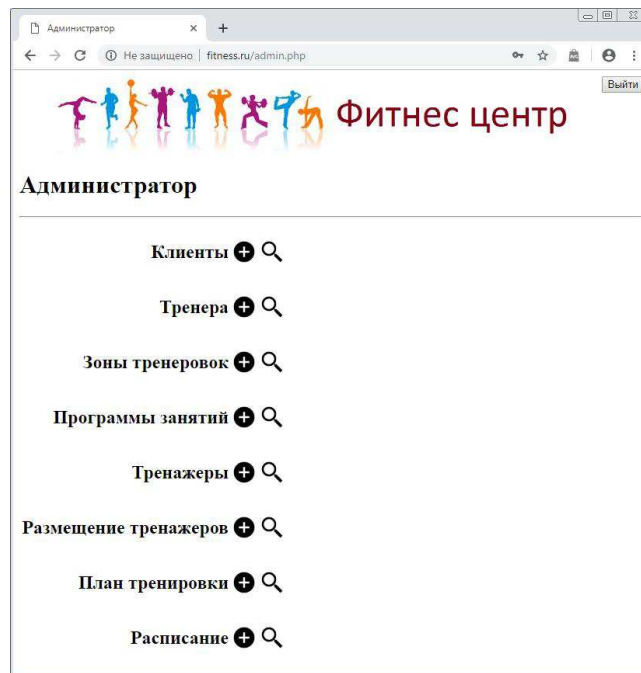 Администратор
Не защищено | fitness.ru/admin.php
Выйти
Фитнес центр
Администратор
Клиенты
Тренера
Зоны тренеровок
Программы занятий
Тренажеры
Размещение тренажеров
План тренировки
Расписание